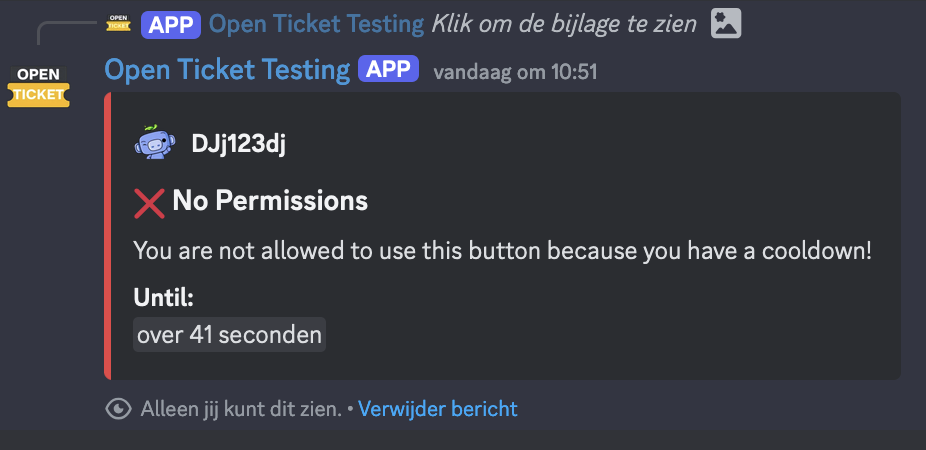 OPEN TICKET APP Open Ticket Testing Klik om de bijlage te zien
OPEN TICKET
Open Ticket Testing APP vandaag om 10:51
DJj123dj
No Permissions
You are not allowed to use this button because you have a cooldown!
Until:
over 41 seconden
Alleen jij kunt dit zien. • Verwijder bericht